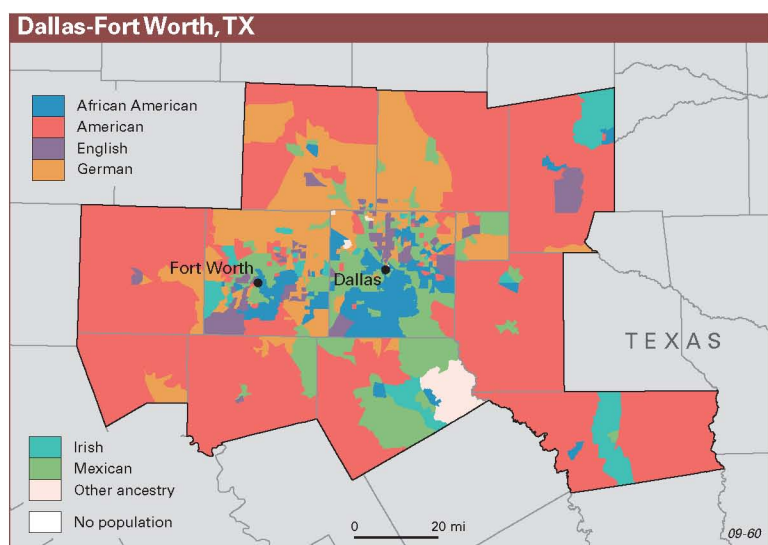 Dallas-Fort Worth, TX
African American
American
English
German
Fort Worth
Dallas
TEXAS
Irish
Mexican
Other ancestry
No population
0 20 mi
09-60